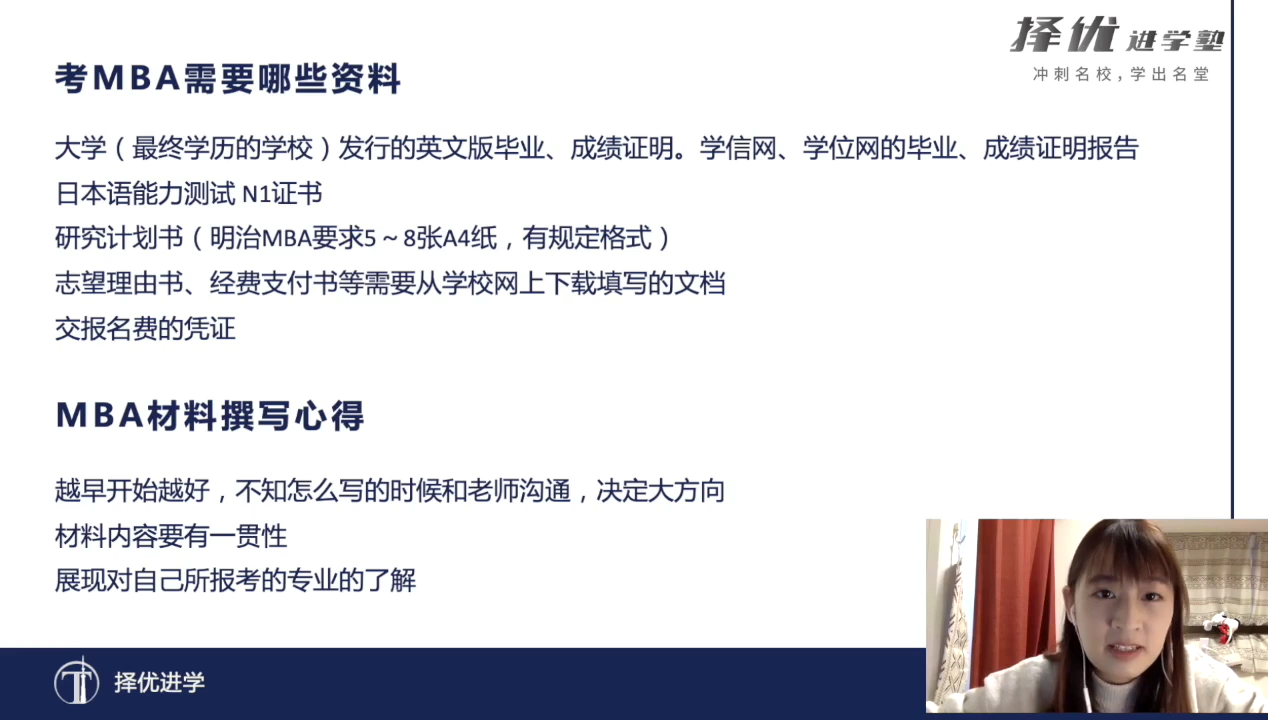 择优进学塾
冲刺名校,学出名堂
考MBA需要哪些资料
大学（最终学历的学校）发行的英文版毕业、成绩证明。学信网、学位网的毕业、成绩证明报告
日本语能力测试 N1证书
研究计划书（明治MBA要求5～8张A4纸，有规定格式）
志望理由书、经费支付书等需要从学校网上下载填写的文档
交报名费的凭证
MBA材料撰写心得
越早开始越好，不知怎么写的时候和老师沟通，决定大方向
材料内容要有一贯性
展现对自己所报考的专业的了解
择优进学